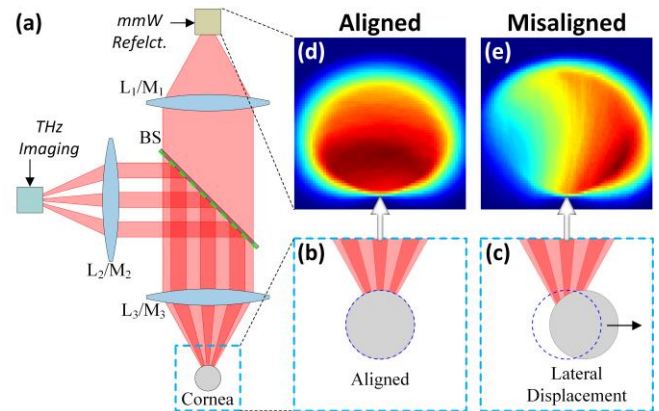 (a)
mmW
Refelct.
L₁/M₁
BS
THz
Imaging
L₂/M₂
L₃/M₃
Cornea
Aligned
(d)
Misaligned
(e)
(b)
Aligned
(c)
Lateral
Displacement